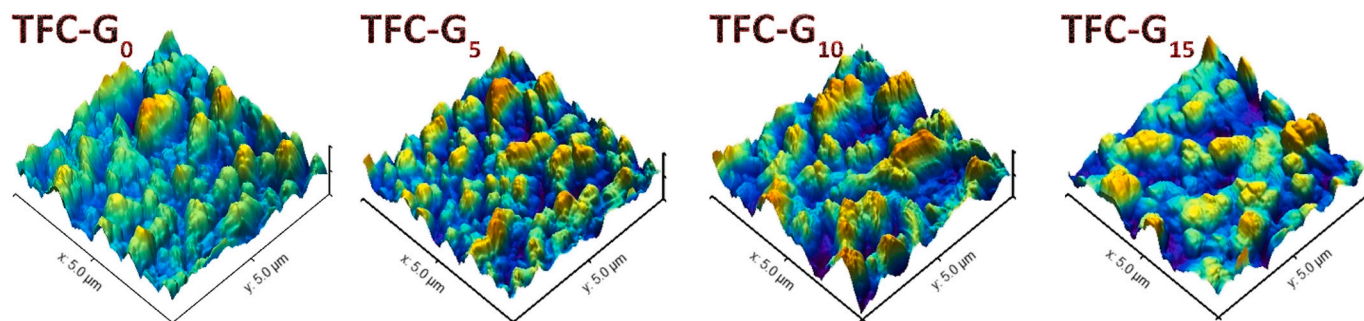 TFC-G0
x: 5.0 µm
y: 5.0 µm
TFC-G5
x: 5.0 µm
y: 5.0 µm
TFC-G10
x: 5.0 µm
y: 5.0 µm
TFC-G15
x: 5.0 µm
y: 5.0 µm